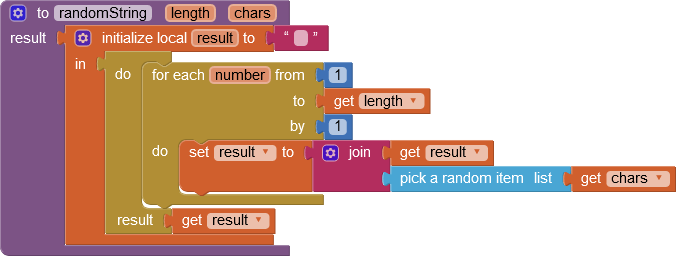 to randomString length chars
result initialize local result to “ ”
in do for each number from 1
to get length
by 1
do set result to join get result
pick a random item list get chars
result get result